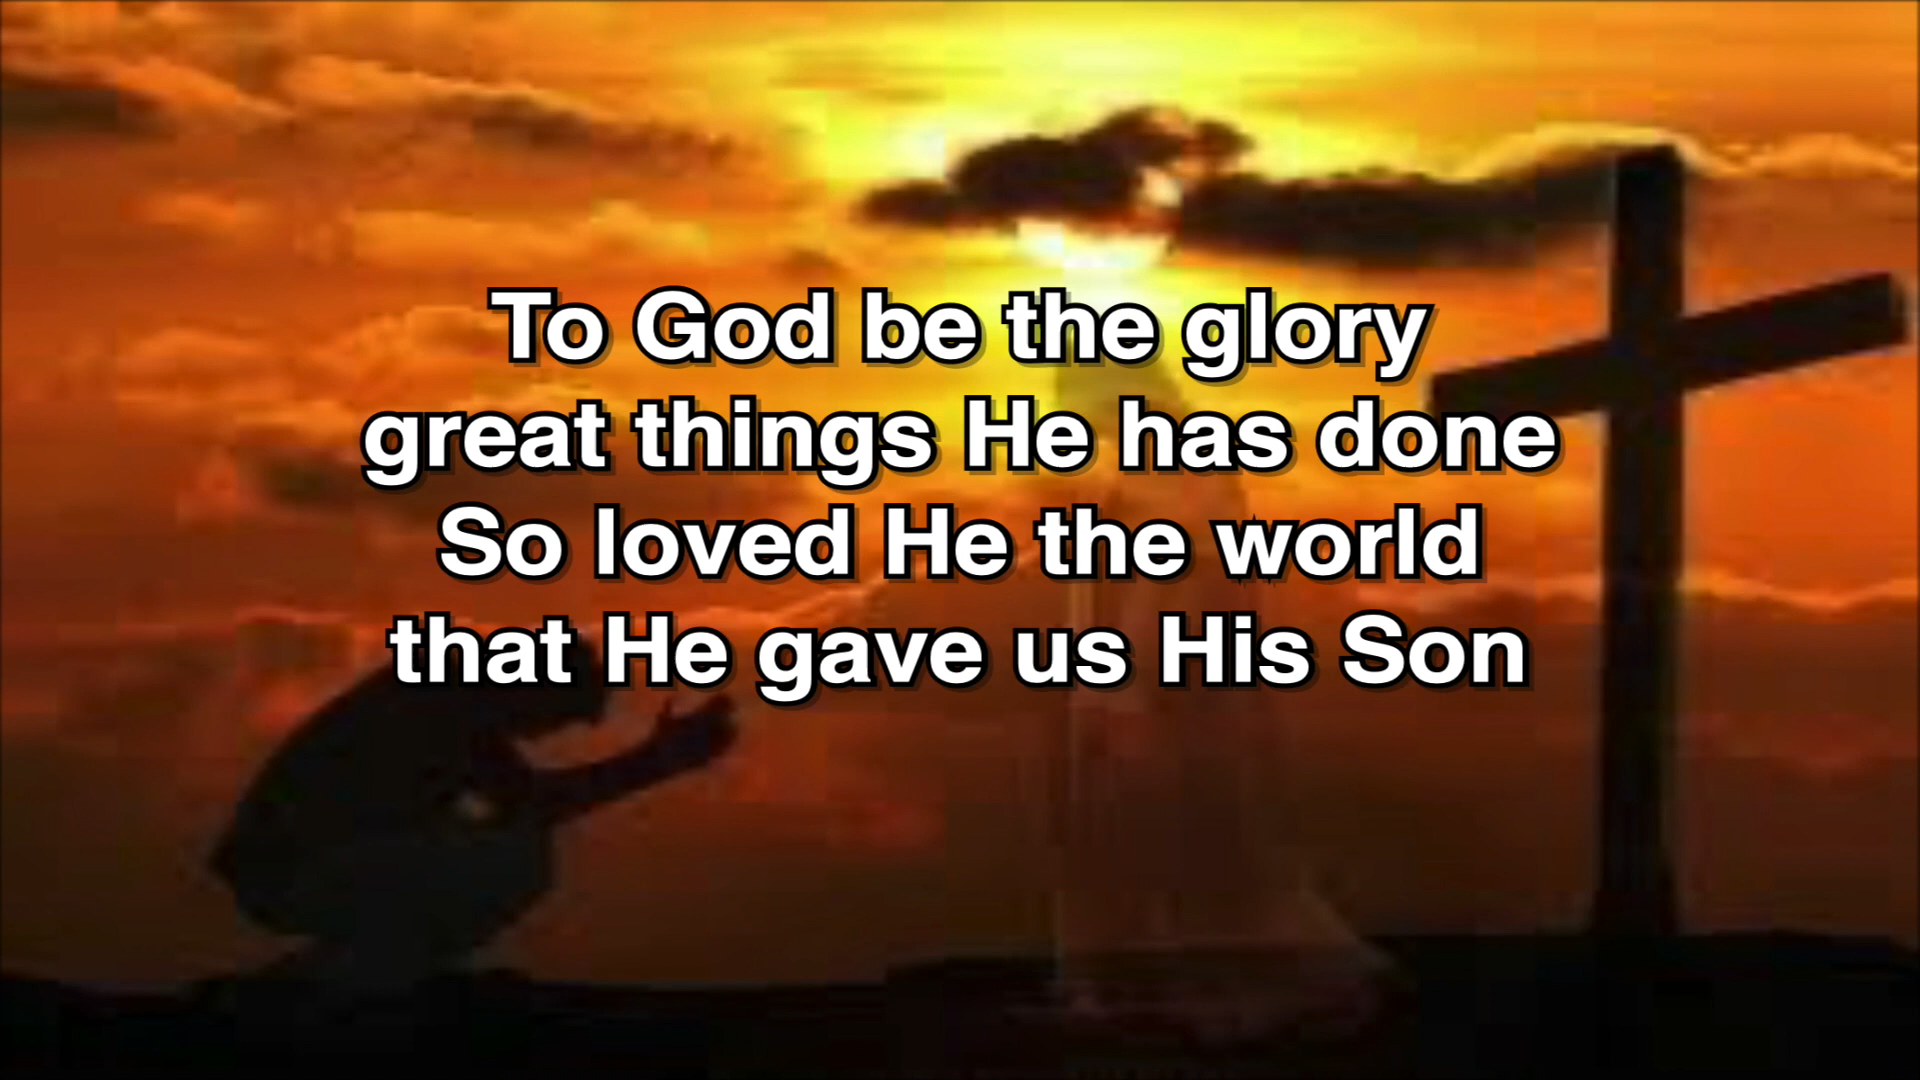 To God be the glory
great things He has done
So loved He the world
that He gave us His Son